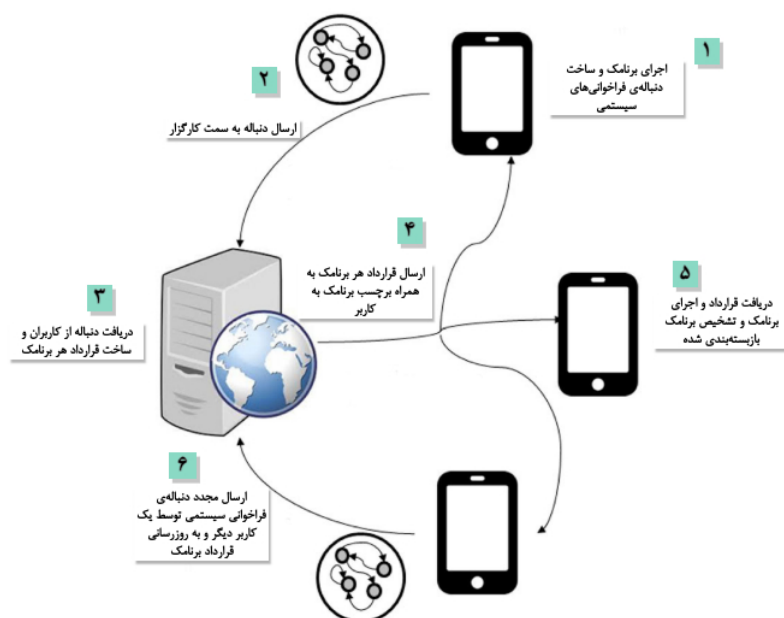 ۱
اجرای برنامک و ساخت
دنباله‌ی فراخوانی‌های
سیستمی
۲
ارسال دنباله به سمت کارگزار
۳
دریافت دنباله از کاربران و
ساخت قرارداد هر برنامک
۴
ارسال قرارداد هر برنامک به
همراه برچسب برنامک به
کاربر
۵
دریافت قرارداد و اجرای
برنامک و تشخیص برنامک
بازبسته‌بندی شده
۶
ارسال مجدد دنباله‌ی
فراخوانی سیستمی توسط یک
کاربر دیگر و به روزرسانی
قرارداد برنامک